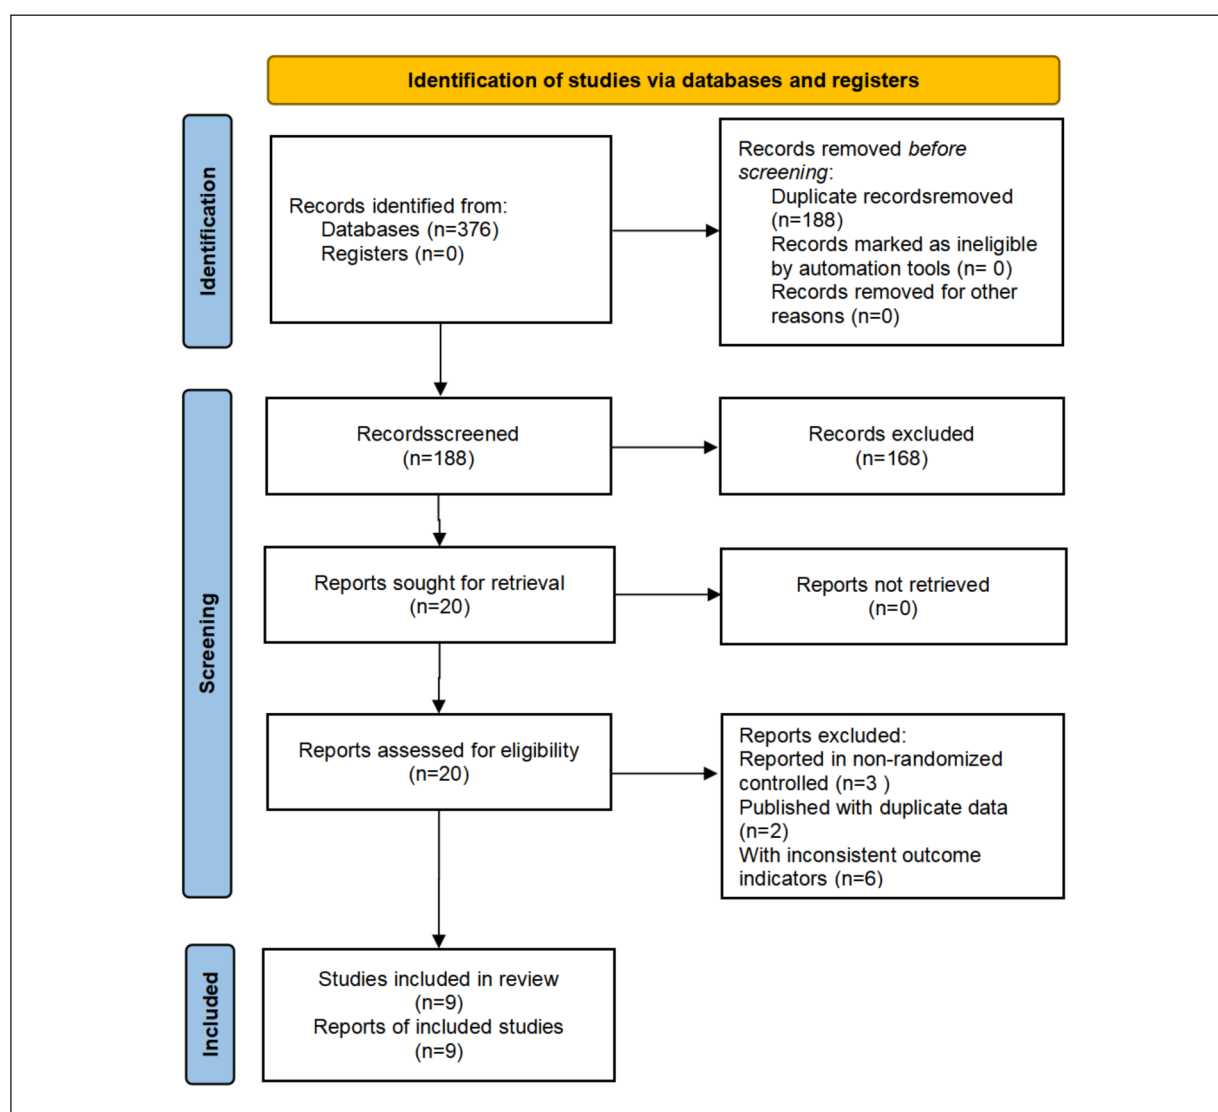 Identification of studies via databases and registers
Identification
Records identified from:
Databases (n=376)
Registers (n=0)
Records removed before
screening:
Duplicate recordsremoved
(n=188)
Records marked as ineligible
by automation tools (n= 0)
Records removed for other
reasons (n=0)
Screening
Recordsscreened
(n=188)
Records excluded
(n=168)
Reports sought for retrieval
(n=20)
Reports not retrieved
(n=0)
Reports assessed for eligibility
(n=20)
Reports excluded:
Reported in non-randomized
controlled (n=3 )
Published with duplicate data
(n=2)
With inconsistent outcome
indicators (n=6)
Included
Studies included in review
(n=9)
Reports of included studies
(n=9)